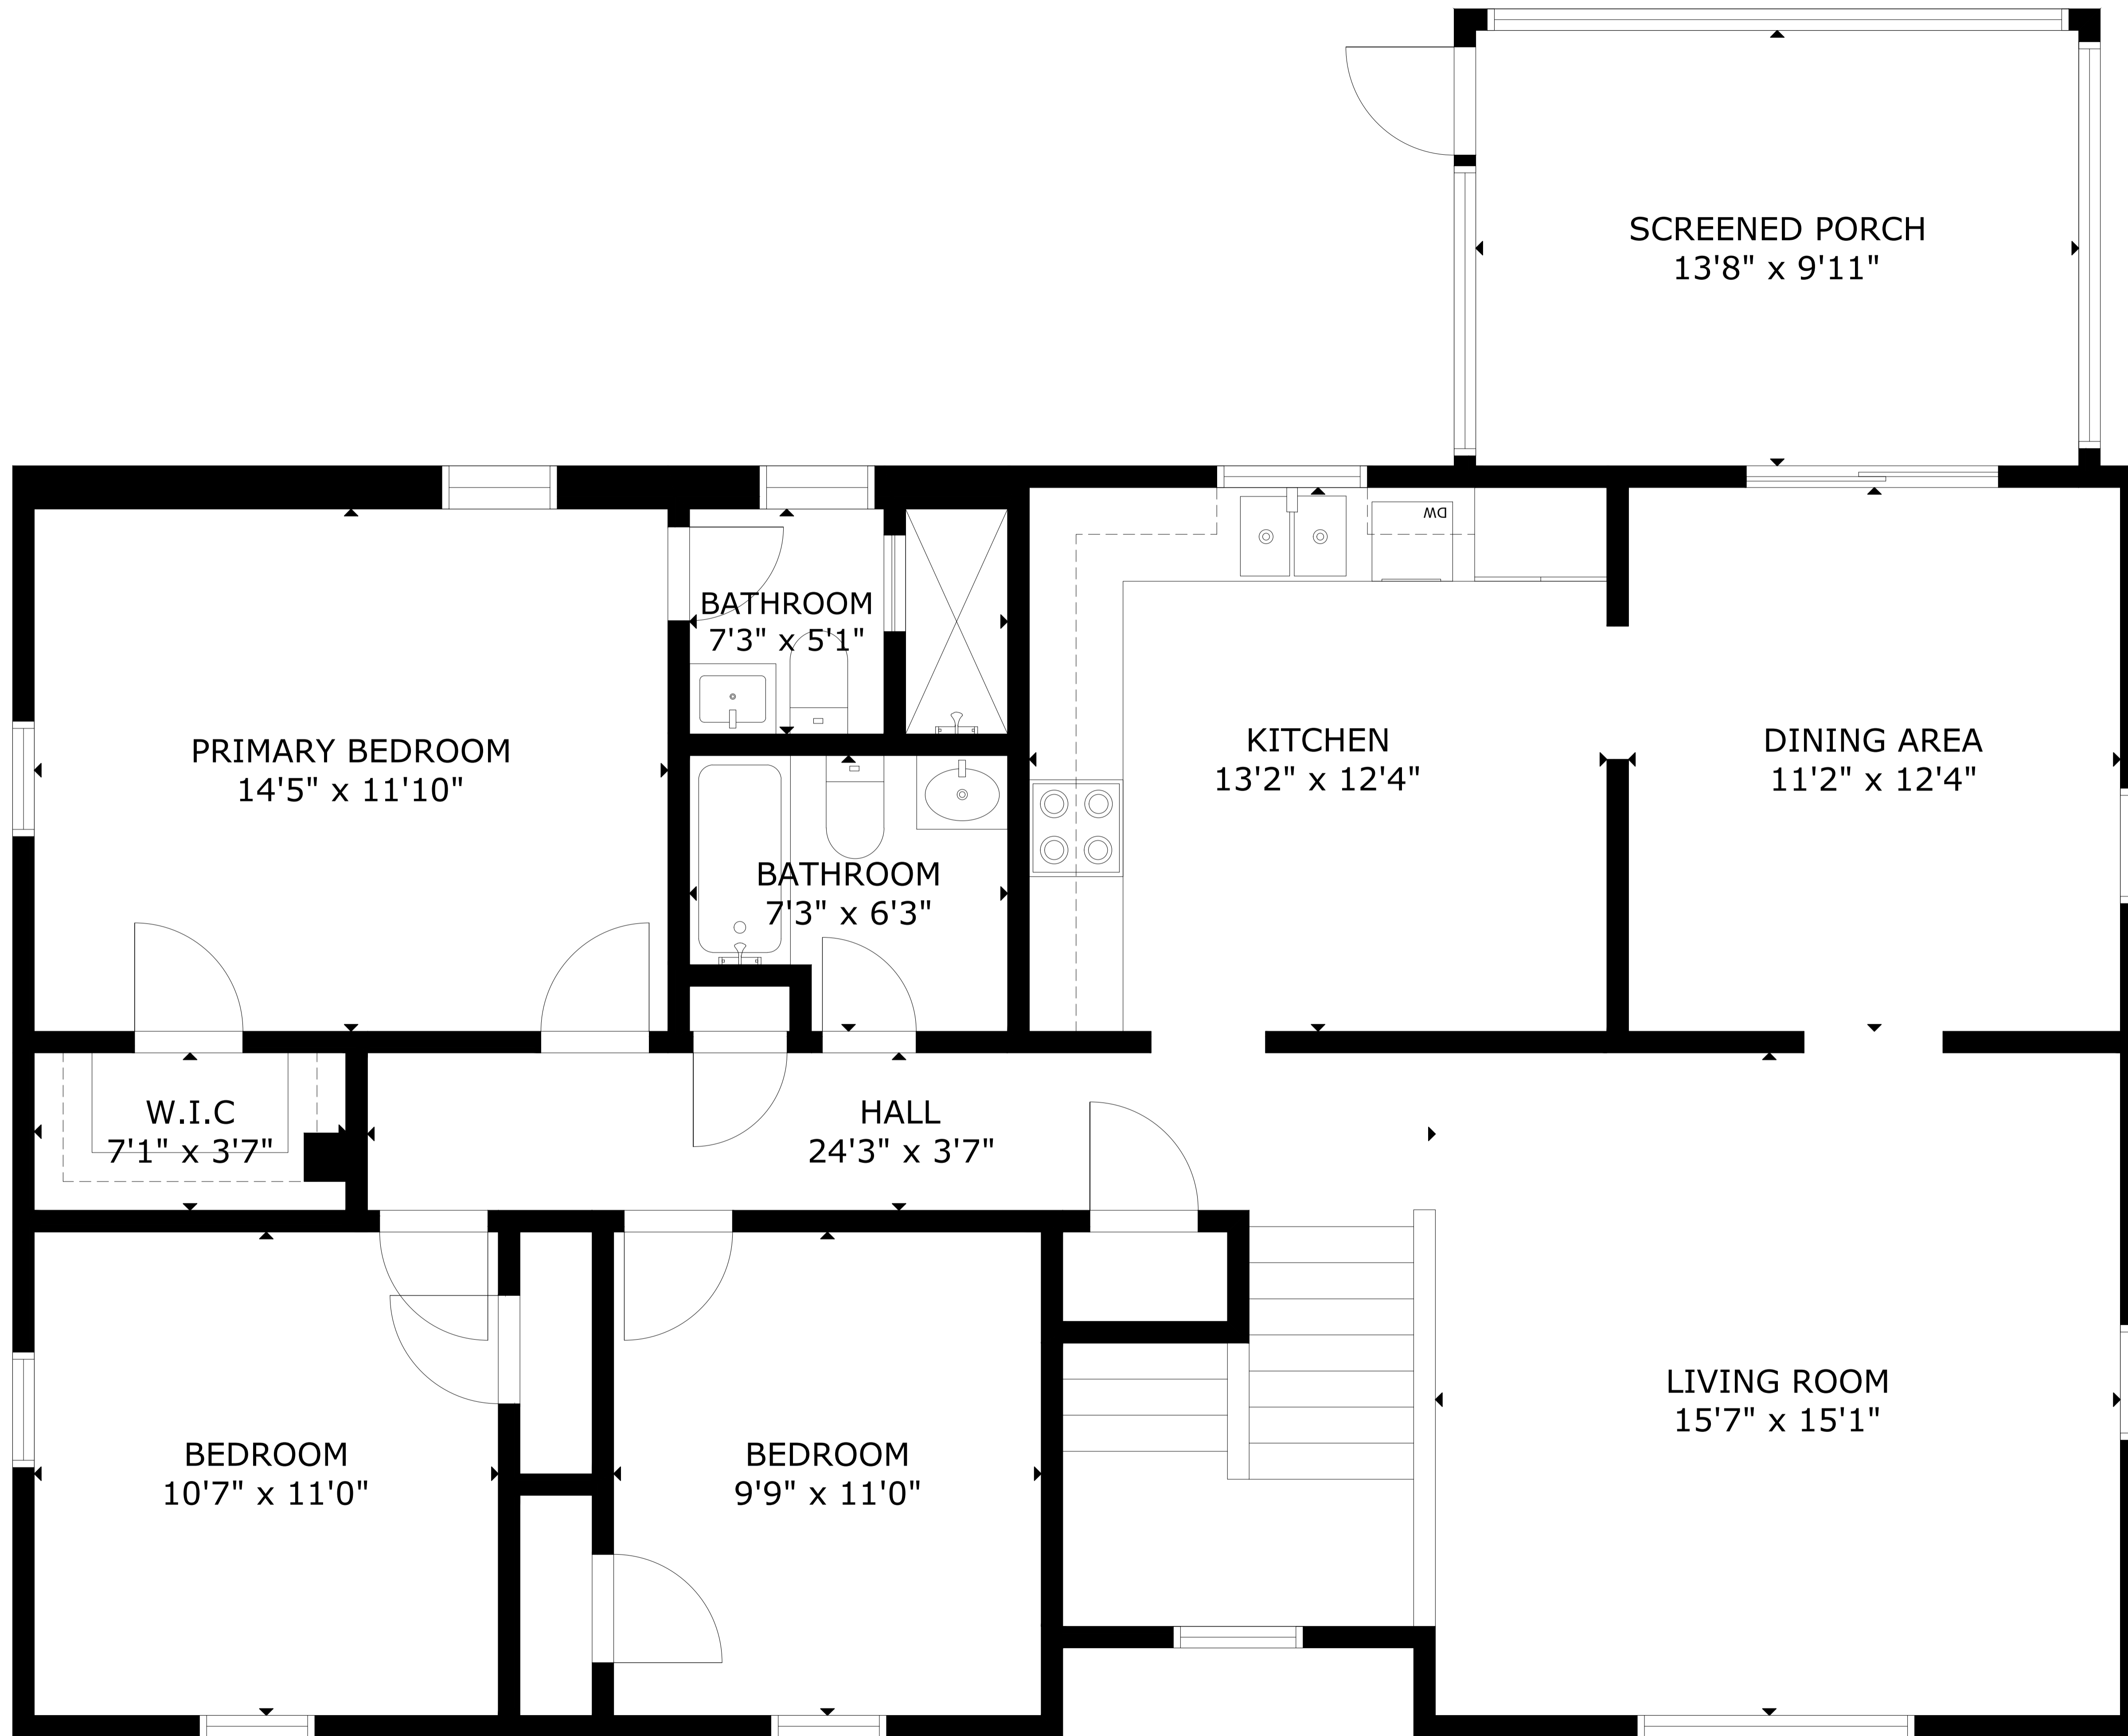 SCREENED PORCH
13'8" x 9'11"
DW
BATHROOM
7'3" x 5'1"
PRIMARY BEDROOM
14'5" x 11'10"
KITCHEN
13'2" x 12'4"
DINING AREA
11'2" x 12'4"
BATHROOM
7'3" x 6'3"
W.I.C
7'1" x 3'7"
HALL
24'3" x 3'7"
LIVING ROOM
15'7" x 15'1"
BEDROOM
10'7" x 11'0"
BEDROOM
9'9" x 11'0"